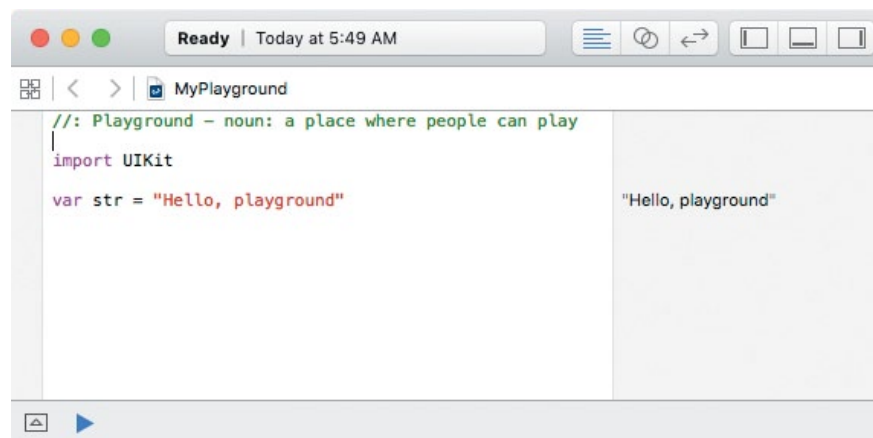 Ready | Today at 5:49 AM
MyPlayground
//: Playground – noun: a place where people can play
import UIKit
var str = "Hello, playground"
"Hello, playground"